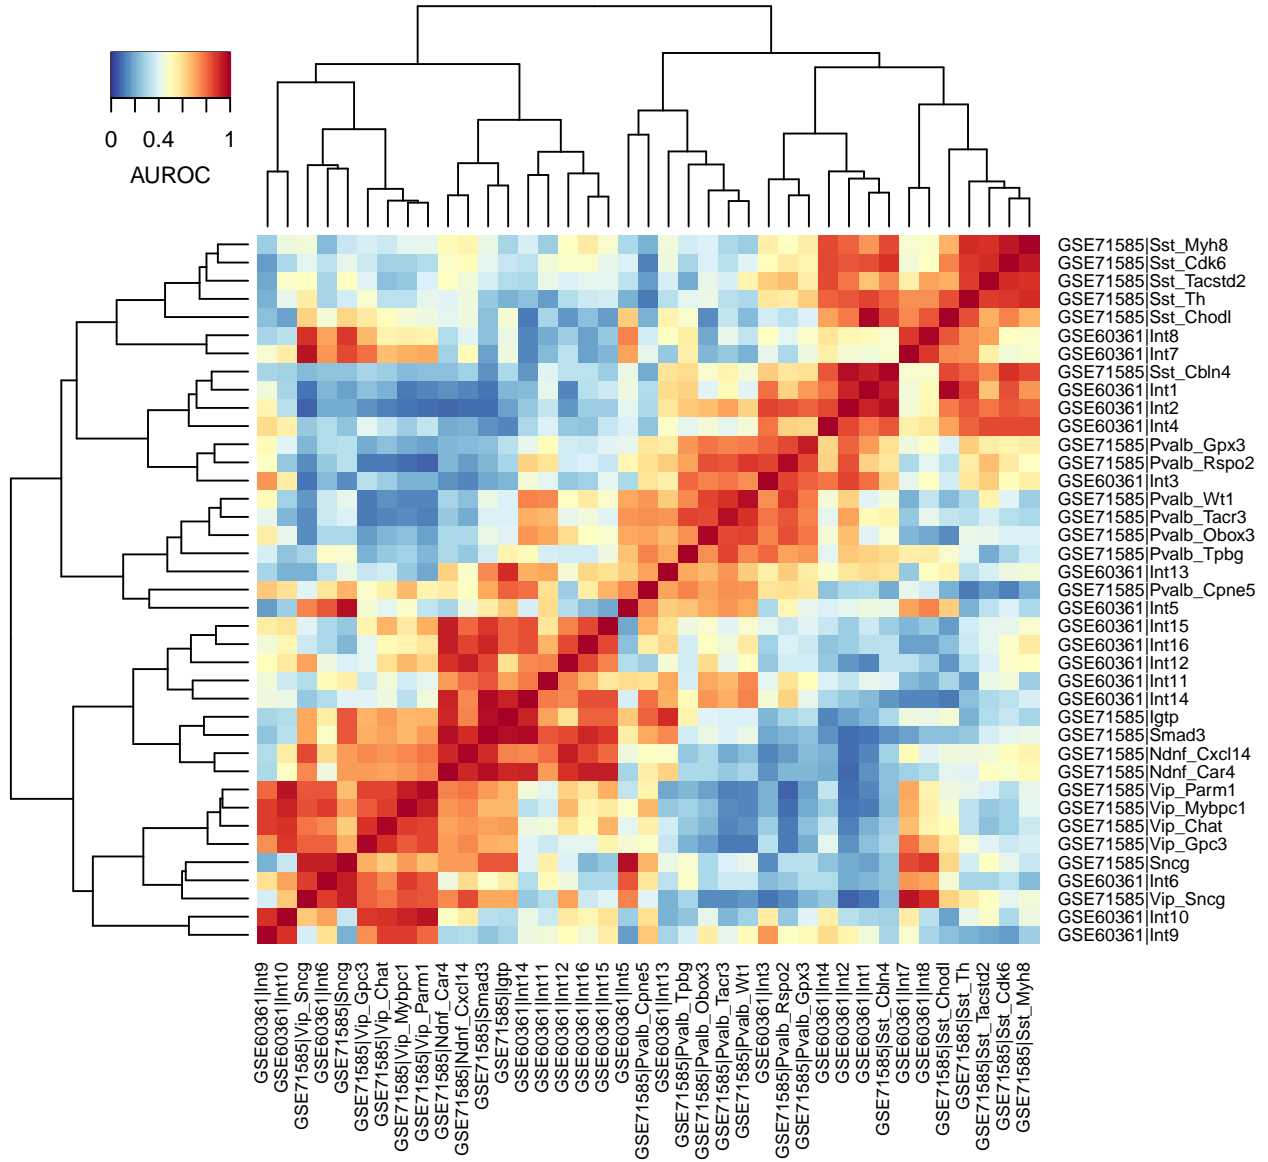 0 0.4 1
AUROC
GSE71585|Sst_Myh8
GSE71585|Sst_Cdk6
GSE71585|Sst_Tacstd2
GSE71585|Sst_Th
GSE71585|Sst_Chodl
GSE60361|Int8
GSE60361|Int7
GSE71585|Sst_Cbln4
GSE60361|Int1
GSE60361|Int2
GSE60361|Int4
GSE71585|Pvalb_Gpx3
GSE71585|Pvalb_Rspo2
GSE60361|Int3
GSE71585|Pvalb_Wt1
GSE71585|Pvalb_Tacr3
GSE71585|Pvalb_Obox3
GSE71585|Pvalb_Tpbg
GSE60361|Int13
GSE71585|Pvalb_Cpne5
GSE60361|Int5
GSE60361|Int15
GSE60361|Int16
GSE60361|Int12
GSE60361|Int11
GSE60361|Int14
GSE71585|Igtp
GSE71585|Smad3
GSE71585|Ndnf_Cxcl14
GSE71585|Ndnf_Car4
GSE71585|Vip_Parm1
GSE71585|Vip_Mybpc1
GSE71585|Vip_Chat
GSE71585|Vip_Gpc3
GSE71585|Sncg
GSE60361|Int6
GSE71585|Vip_Sncg
GSE60361|Int10
GSE60361|Int9
GSE60361|Int9
GSE60361|Int10
GSE71585|Vip_Sncg
GSE60361|Int6
GSE71585|Sncg
GSE71585|Vip_Gpc3
GSE71585|Vip_Chat
GSE71585|Vip_Mybpc1
GSE71585|Vip_Parm1
GSE71585|Ndnf_Car4
GSE71585|Ndnf_Cxcl14
GSE71585|Smad3
GSE71585|Igtp
GSE60361|Int14
GSE60361|Int11
GSE60361|Int12
GSE60361|Int16
GSE60361|Int15
GSE60361|Int5
GSE71585|Pvalb_Cpne5
GSE60361|Int13
GSE71585|Pvalb_Tpbg
GSE71585|Pvalb_Obox3
GSE71585|Pvalb_Tacr3
GSE71585|Pvalb_Wt1
GSE60361|Int3
GSE71585|Pvalb_Rspo2
GSE71585|Pvalb_Gpx3
GSE60361|Int4
GSE60361|Int2
GSE60361|Int1
GSE71585|Sst_Cbln4
GSE60361|Int7
GSE60361|Int8
GSE71585|Sst_Chodl
GSE71585|Sst_Th
GSE71585|Sst_Tacstd2
GSE71585|Sst_Cdk6
GSE71585|Sst_Myh8